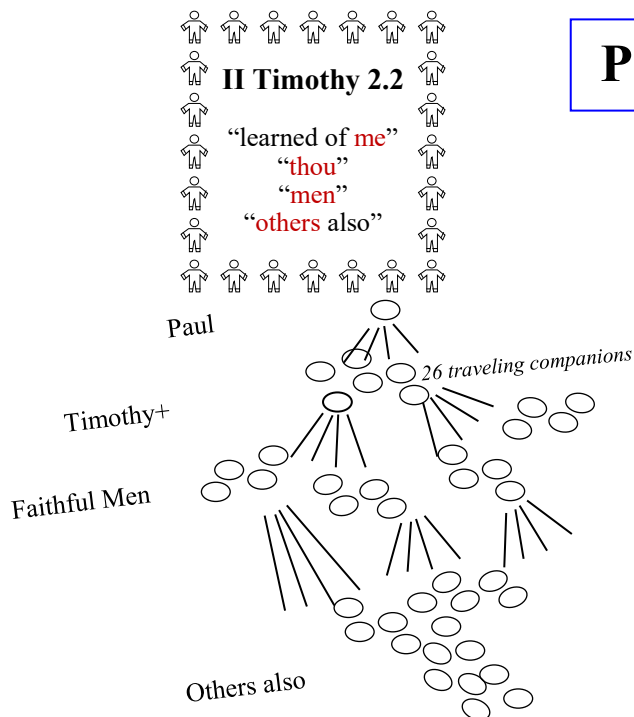 II Timothy 2.2
P
“learned of me”
“thou”
“men”
“others also”
Paul
26 traveling companions
Timothy+
Faithful Men
Others also